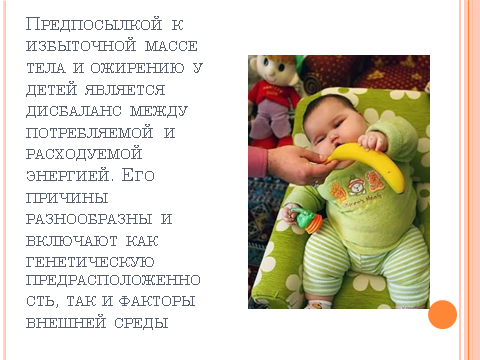 Предпосылкой к
избыточной массе
тела и ожирению у
детей является
дисбаланс между
потребляемой и
расходуемой
энергией. Его
причины
разнообразны и
включают как
генетическую
предрасположенно
сть, так и факторы
внешней среды